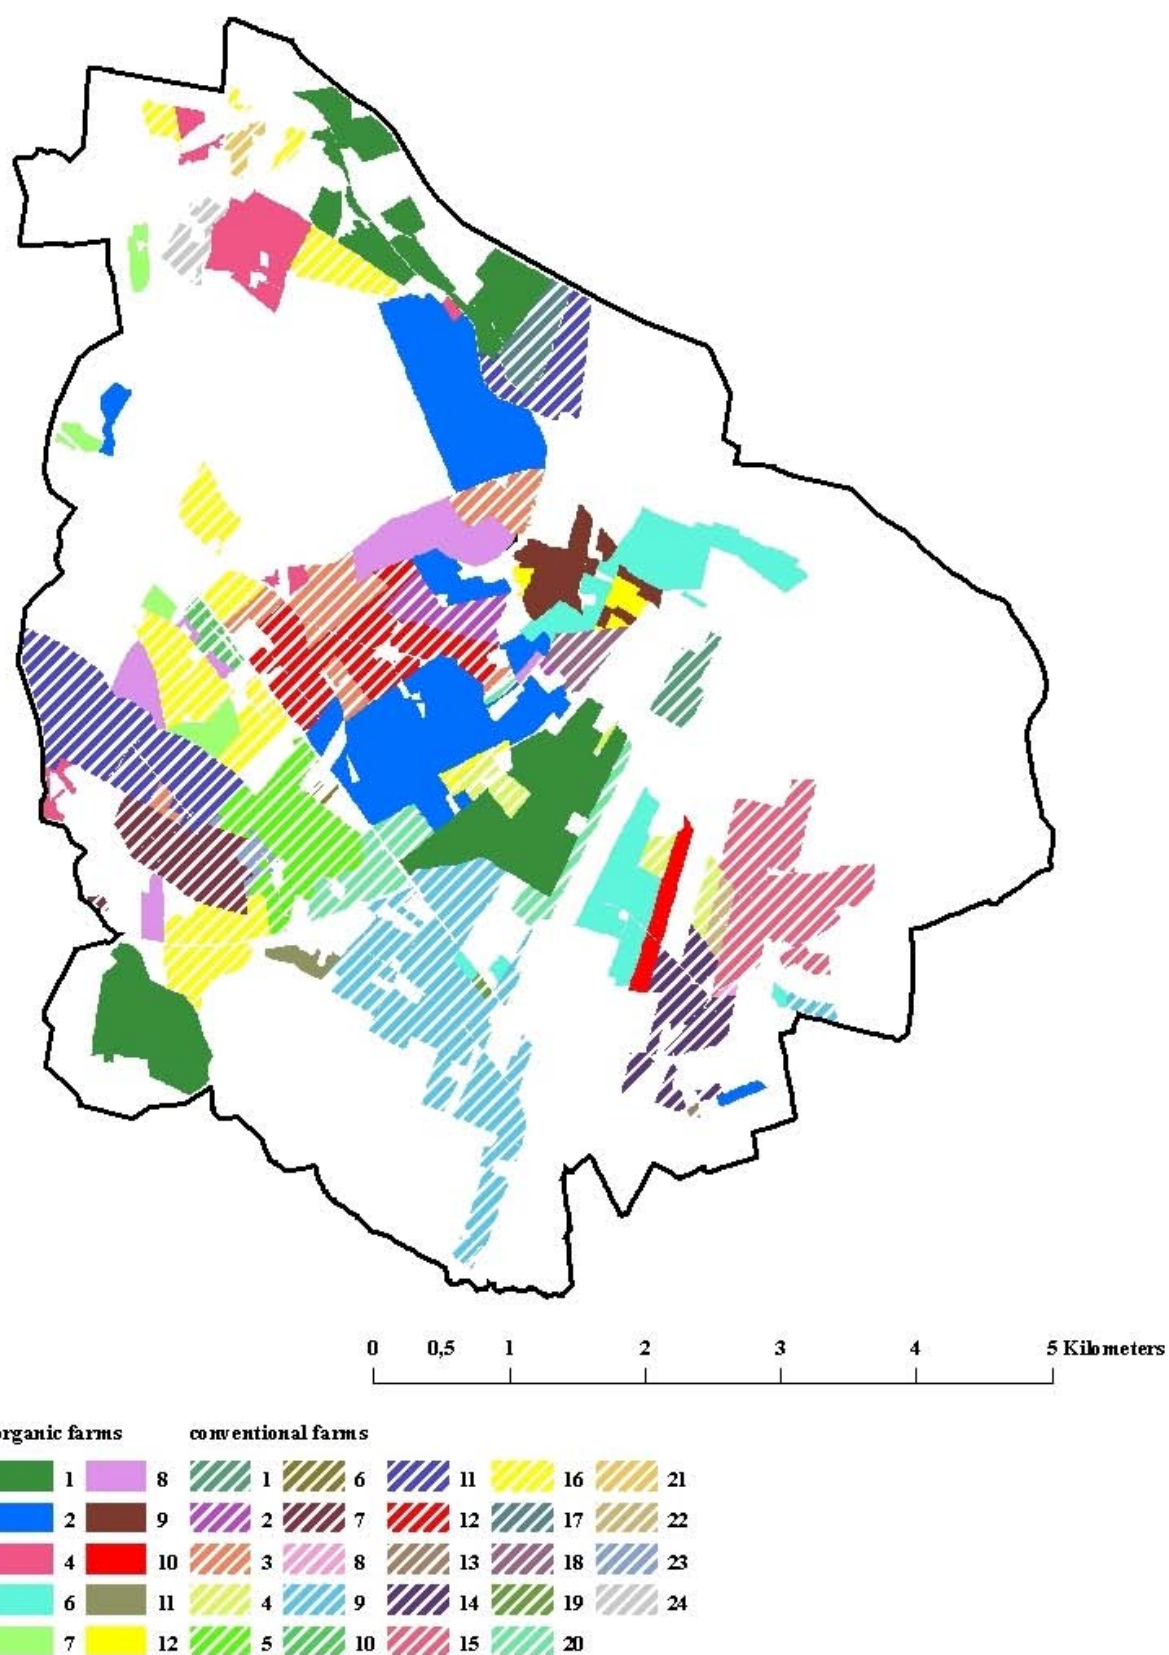 0 0,5 1 2 3 4 5 Kilometers
organic farms conventional farms
1 8 1 6 11 16 21
2 9 2 7 12 17 22
4 10 3 8 13 18 23
6 11 4 9 14 19 24
7 12 5 10 15 20